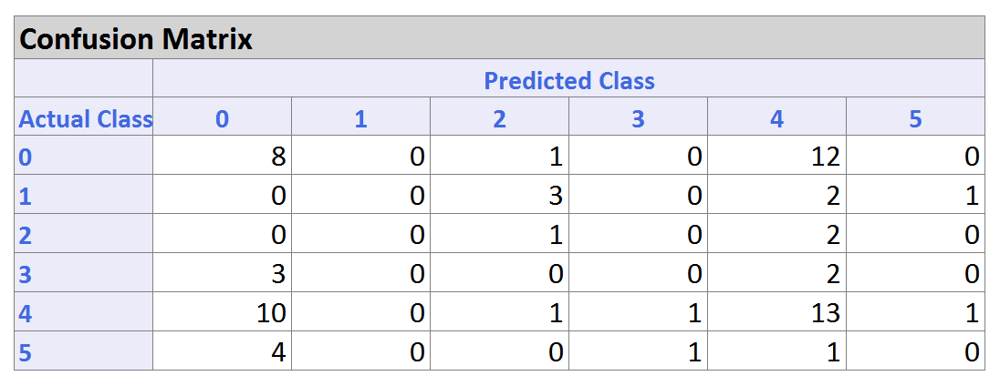 Confusion Matrix
Predicted Class
Actual Class 0 1 2 3 4 5
0 8 0 1 0 12 0
1 0 0 3 0 2 1
2 0 0 1 0 2 0
3 3 0 0 0 2 0
4 10 0 1 1 13 1
5 4 0 0 1 1 0